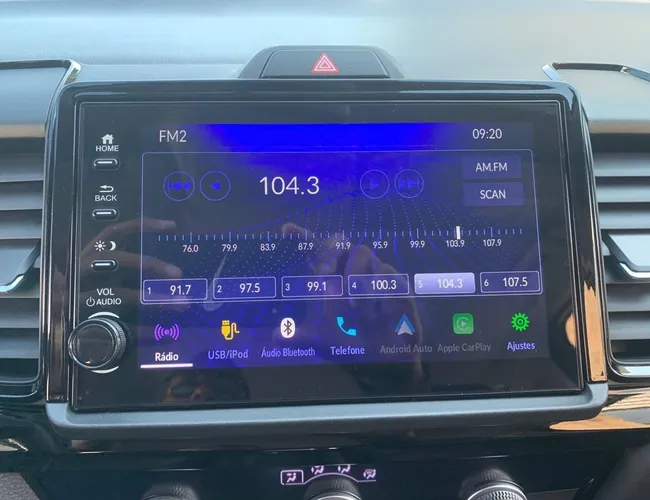 HOME
BACK
VOL
AUDIO
FM2 09:20
104.3
AM.FM
SCAN
76.0 79.9 83.9 87.9 91.9 95.9 99.9 103.9 107.9
1 91.7 2 97.5 3 99.1 4 100.3 5 104.3 6 107.5
Rádio USB/iPod Áudio Bluetooth Telefone Android Auto Apple CarPlay Ajustes